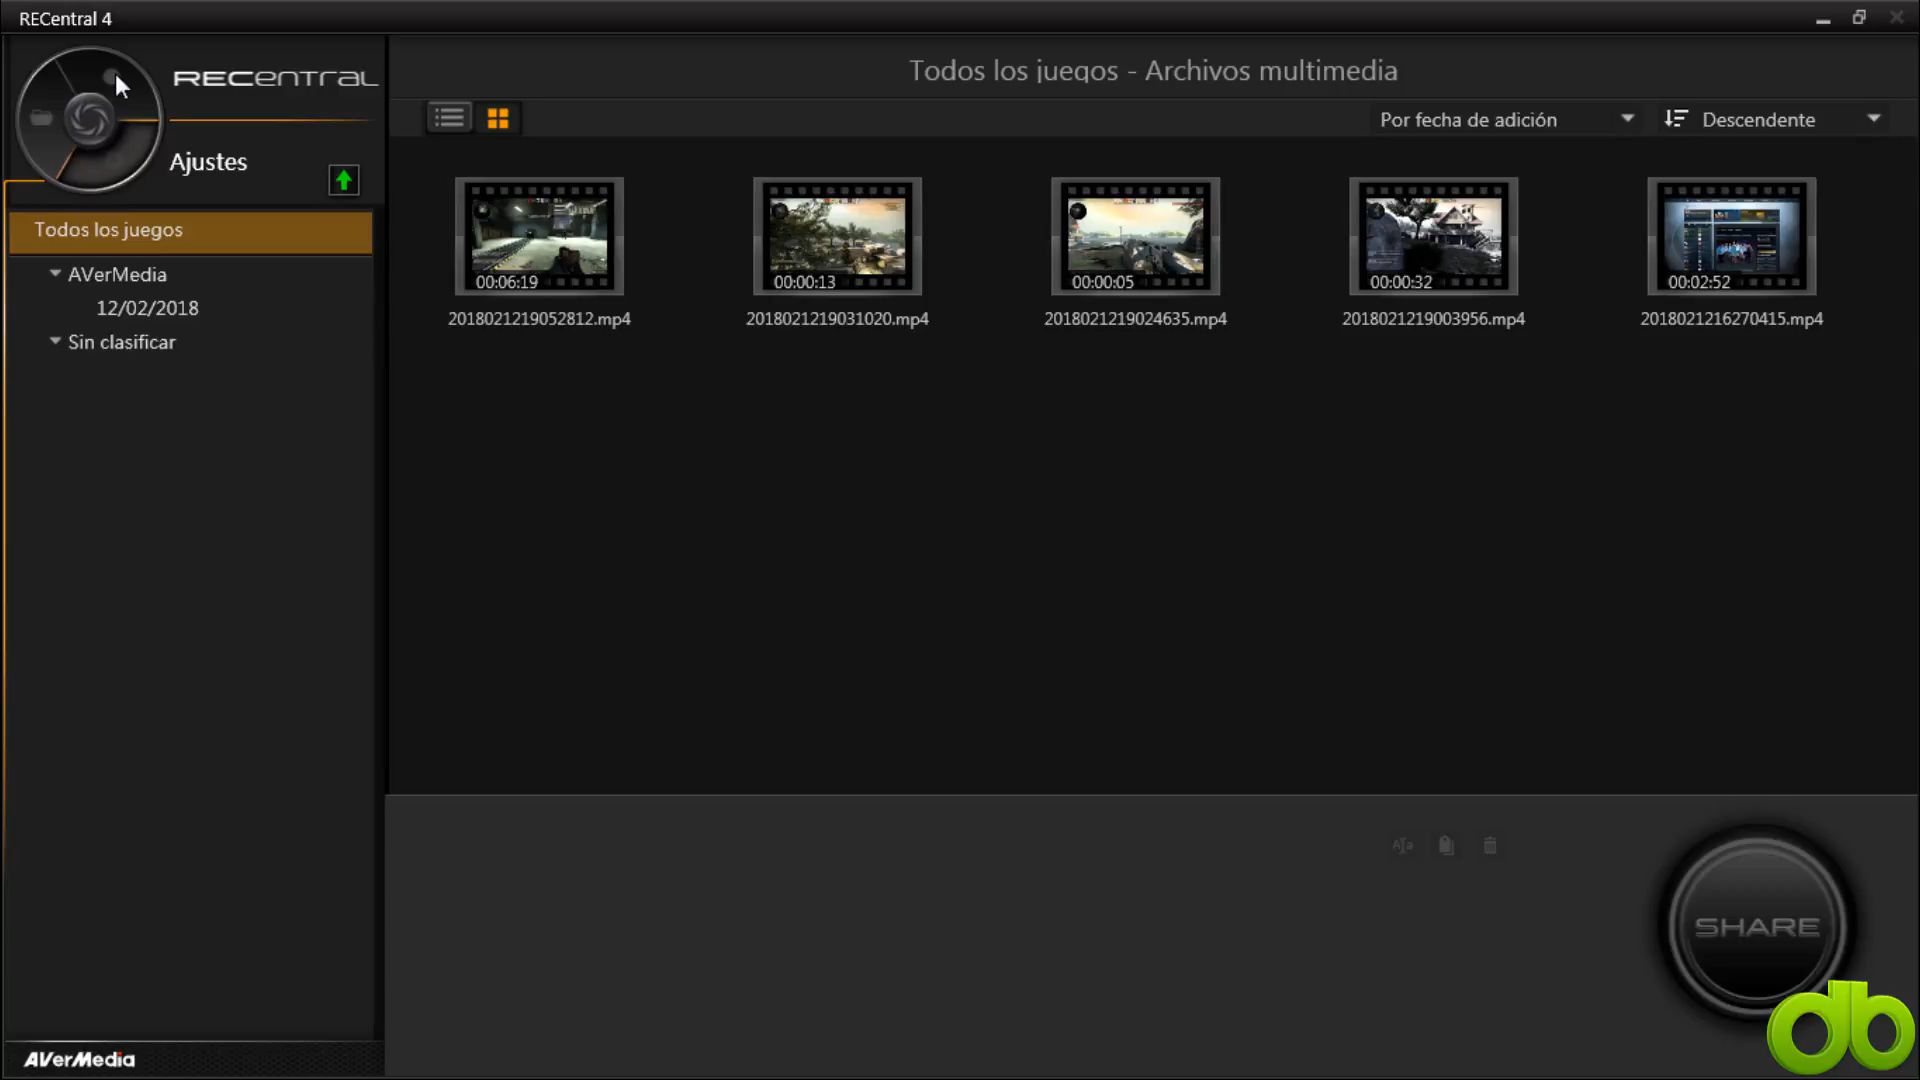 RECentral 4
RECENTRAL
Ajustes
Todos los juegos - Archivos multimedia
Por fecha de adición
Descendente
Todos los juegos
AVerMedia
12/02/2018
Sin clasificar
00:06:19
00:00:13
00:00:05
00:00:32
00:02:52
2018021219052812.mp4
2018021219031020.mp4
2018021219024635.mp4
2018021219003956.mp4
2018021216270415.mp4
SHARE
db
AVerMedia